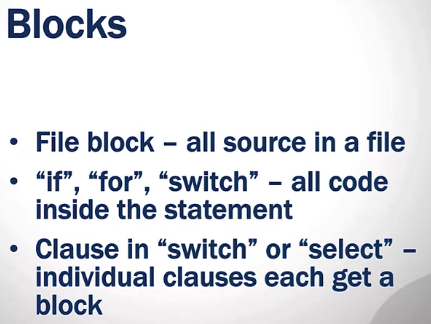 Blocks
• File block – all source in a file
• “if”, “for”, “switch” – all code
inside the statement
• Clause in “switch” or “select” –
individual clauses each get a
block